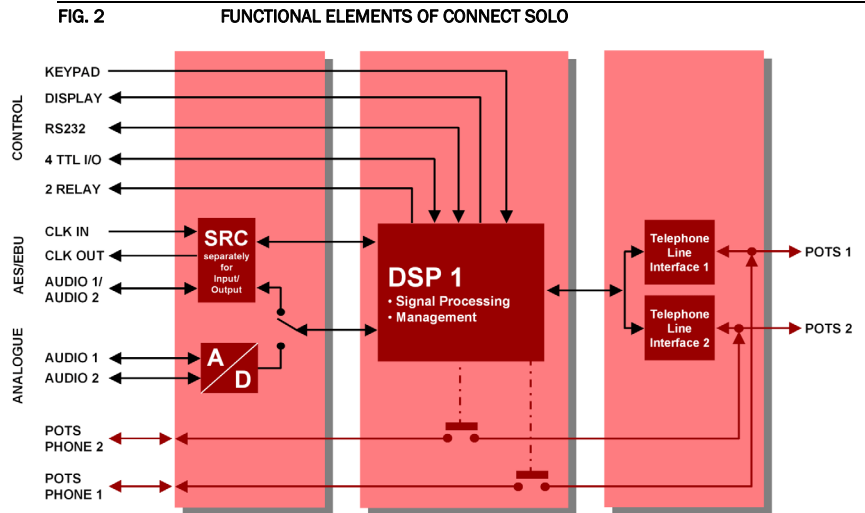 FIG. 2 FUNCTIONAL ELEMENTS OF CONNECT SOLO
CONTROL
KEYPAD
DISPLAY
RS232
4 TTL I/O
2 RELAY
AES/EBU
CLK IN
CLK OUT
AUDIO 1/
AUDIO 2
ANALOGUE
AUDIO 1
AUDIO 2
POTS
PHONE 2
POTS
PHONE 1
SRC
separately
for
Input/
Output
A
D
DSP 1
• Signal Processing
• Management
Telephone
Line
Interface 1
Telephone
Line
Interface 2
POTS 1
POTS 2